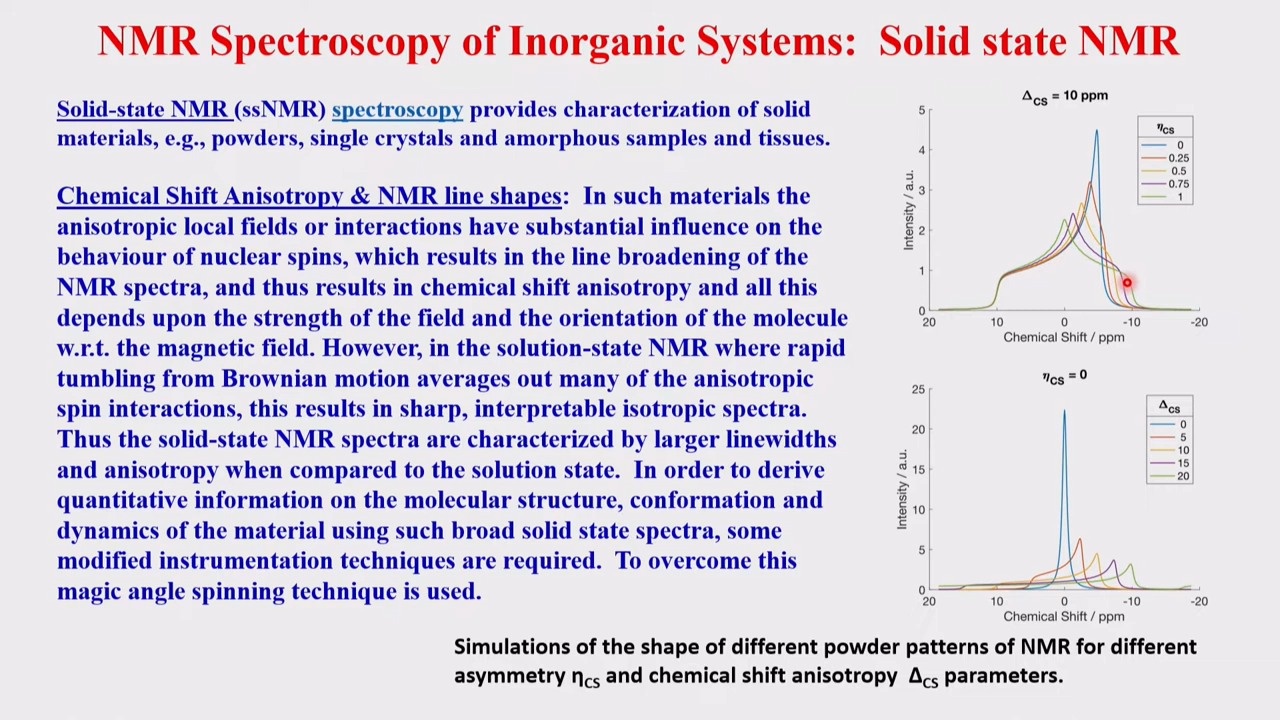 NMR Spectroscopy of Inorganic Systems: Solid state NMR
Solid-state NMR (ssNMR) spectroscopy provides characterization of solid
materials, e.g., powders, single crystals and amorphous samples and tissues.
Chemical Shift Anisotropy & NMR line shapes: In such materials the
anisotropic local fields or interactions have substantial influence on the
behaviour of nuclear spins, which results in the line broadening of the
NMR spectra, and thus results in chemical shift anisotropy and all this
depends upon the strength of the field and the orientation of the molecule
w.r.t. the magnetic field. However, in the solution-state NMR where rapid
tumbling from Brownian motion averages out many of the anisotropic
spin interactions, this results in sharp, interpretable isotropic spectra.
Thus the solid-state NMR spectra are characterized by larger linewidths
and anisotropy when compared to the solution state. In order to derive
quantitative information on the molecular structure, conformation and
dynamics of the material using such broad solid state spectra, some
modified instrumentation techniques are required. To overcome this
magic angle spinning technique is used.
ΔCS = 10 ppm
5
4
3
2
1
0
Intensity / a.u.
20 10 0 -10 -20
Chemical Shift / ppm
ηCS
0
0.25
0.5
0.75
1
ηCS = 0
25
20
15
10
5
0
Intensity / a.u.
20 10 0 -10 -20
Chemical Shift / ppm
ΔCS
0
5
10
15
20
Simulations of the shape of different powder patterns of NMR for different
asymmetry ηCS and chemical shift anisotropy ΔCS parameters.